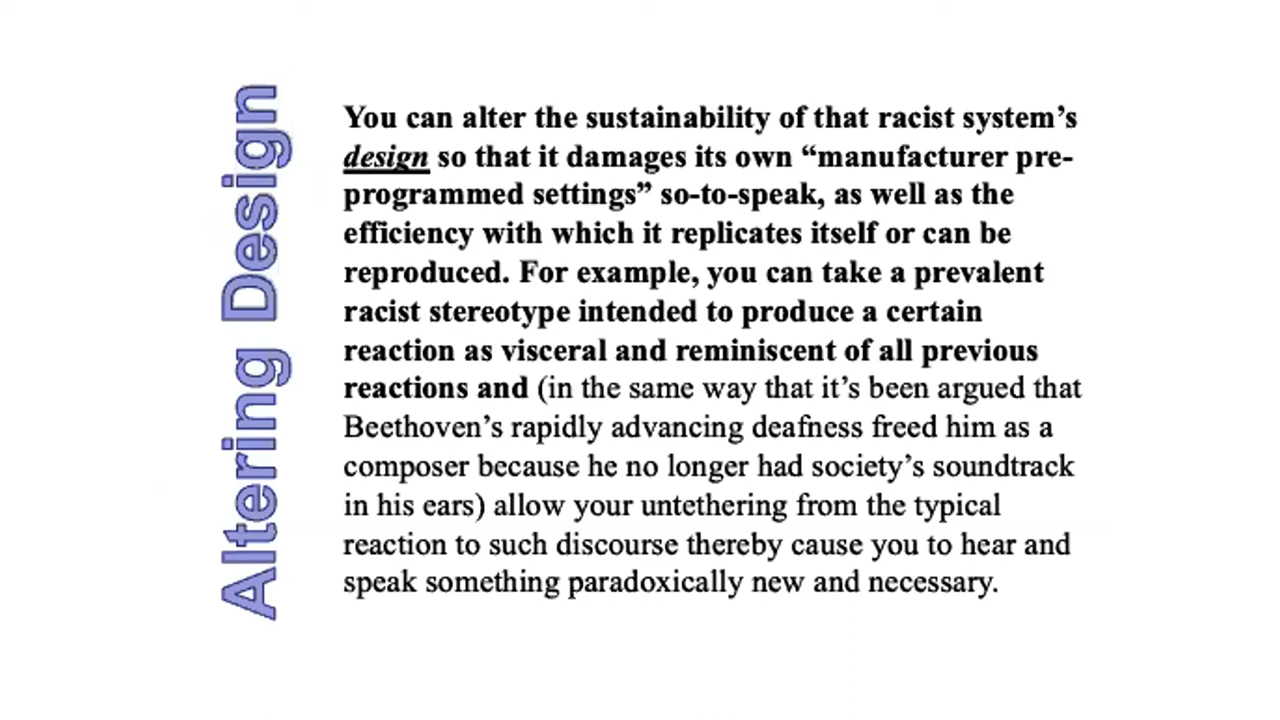 Altering Design
You can alter the sustainability of that racist system’s
design so that it damages its own “manufacturer pre-
programmed settings” so-to-speak, as well as the
efficiency with which it replicates itself or can be
reproduced. For example, you can take a prevalent
racist stereotype intended to produce a certain
reaction as visceral and reminiscent of all previous
reactions and (in the same way that it’s been argued that
Beethoven’s rapidly advancing deafness freed him as a
composer because he no longer had society’s soundtrack
in his ears) allow your untethering from the typical
reaction to such discourse thereby cause you to hear and
speak something paradoxically new and necessary.